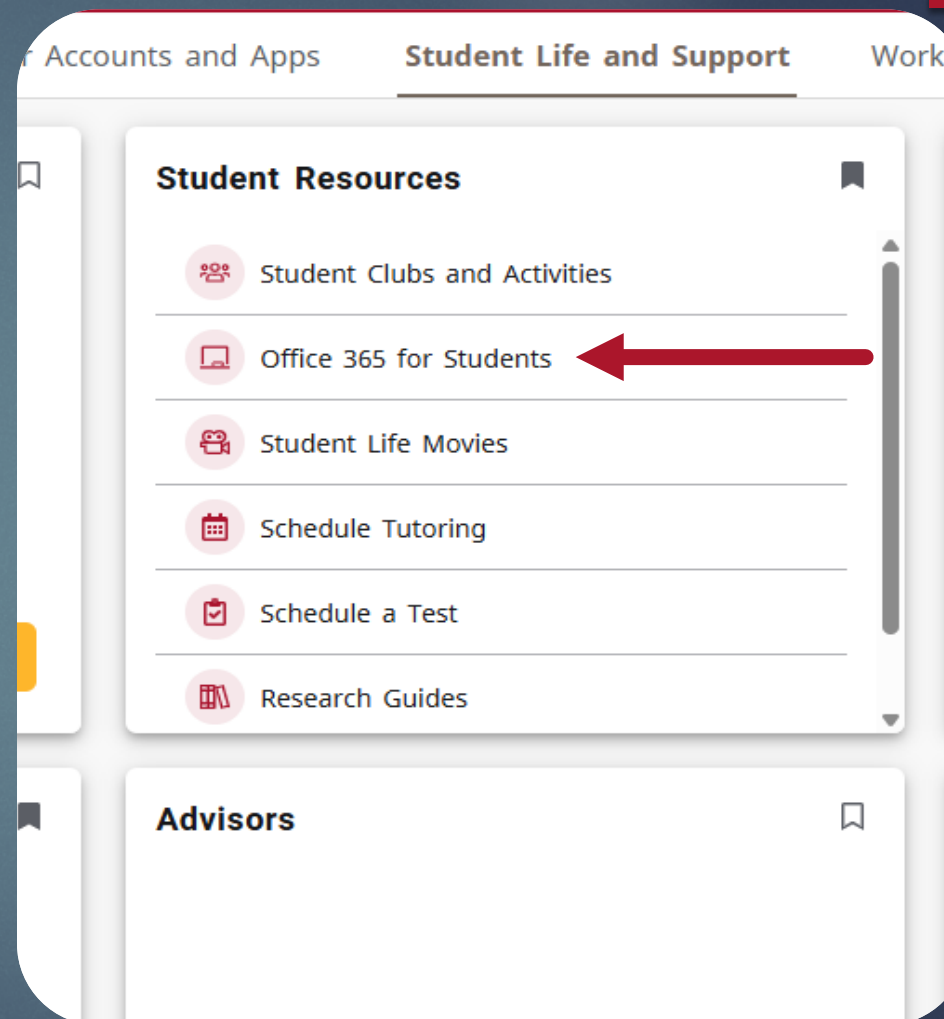 Accounts and Apps Student Life and Support Work
Student Resources
Student Clubs and Activities
Office 365 for Students
Student Life Movies
Schedule Tutoring
Schedule a Test
Research Guides
Advisors